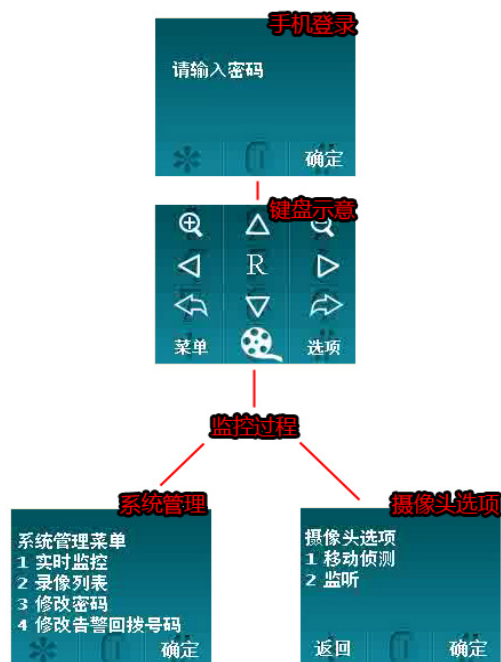 手机登录
请输入密码
确定
键盘示意
R
菜单
选项
监控过程
系统管理
系统管理菜单
1 实时监控
2 录像列表
3 修改密码
4 修改告警回拨号码
确定
摄像头选项
摄像头选项
1 移动侦测
2 监听
返回
确定